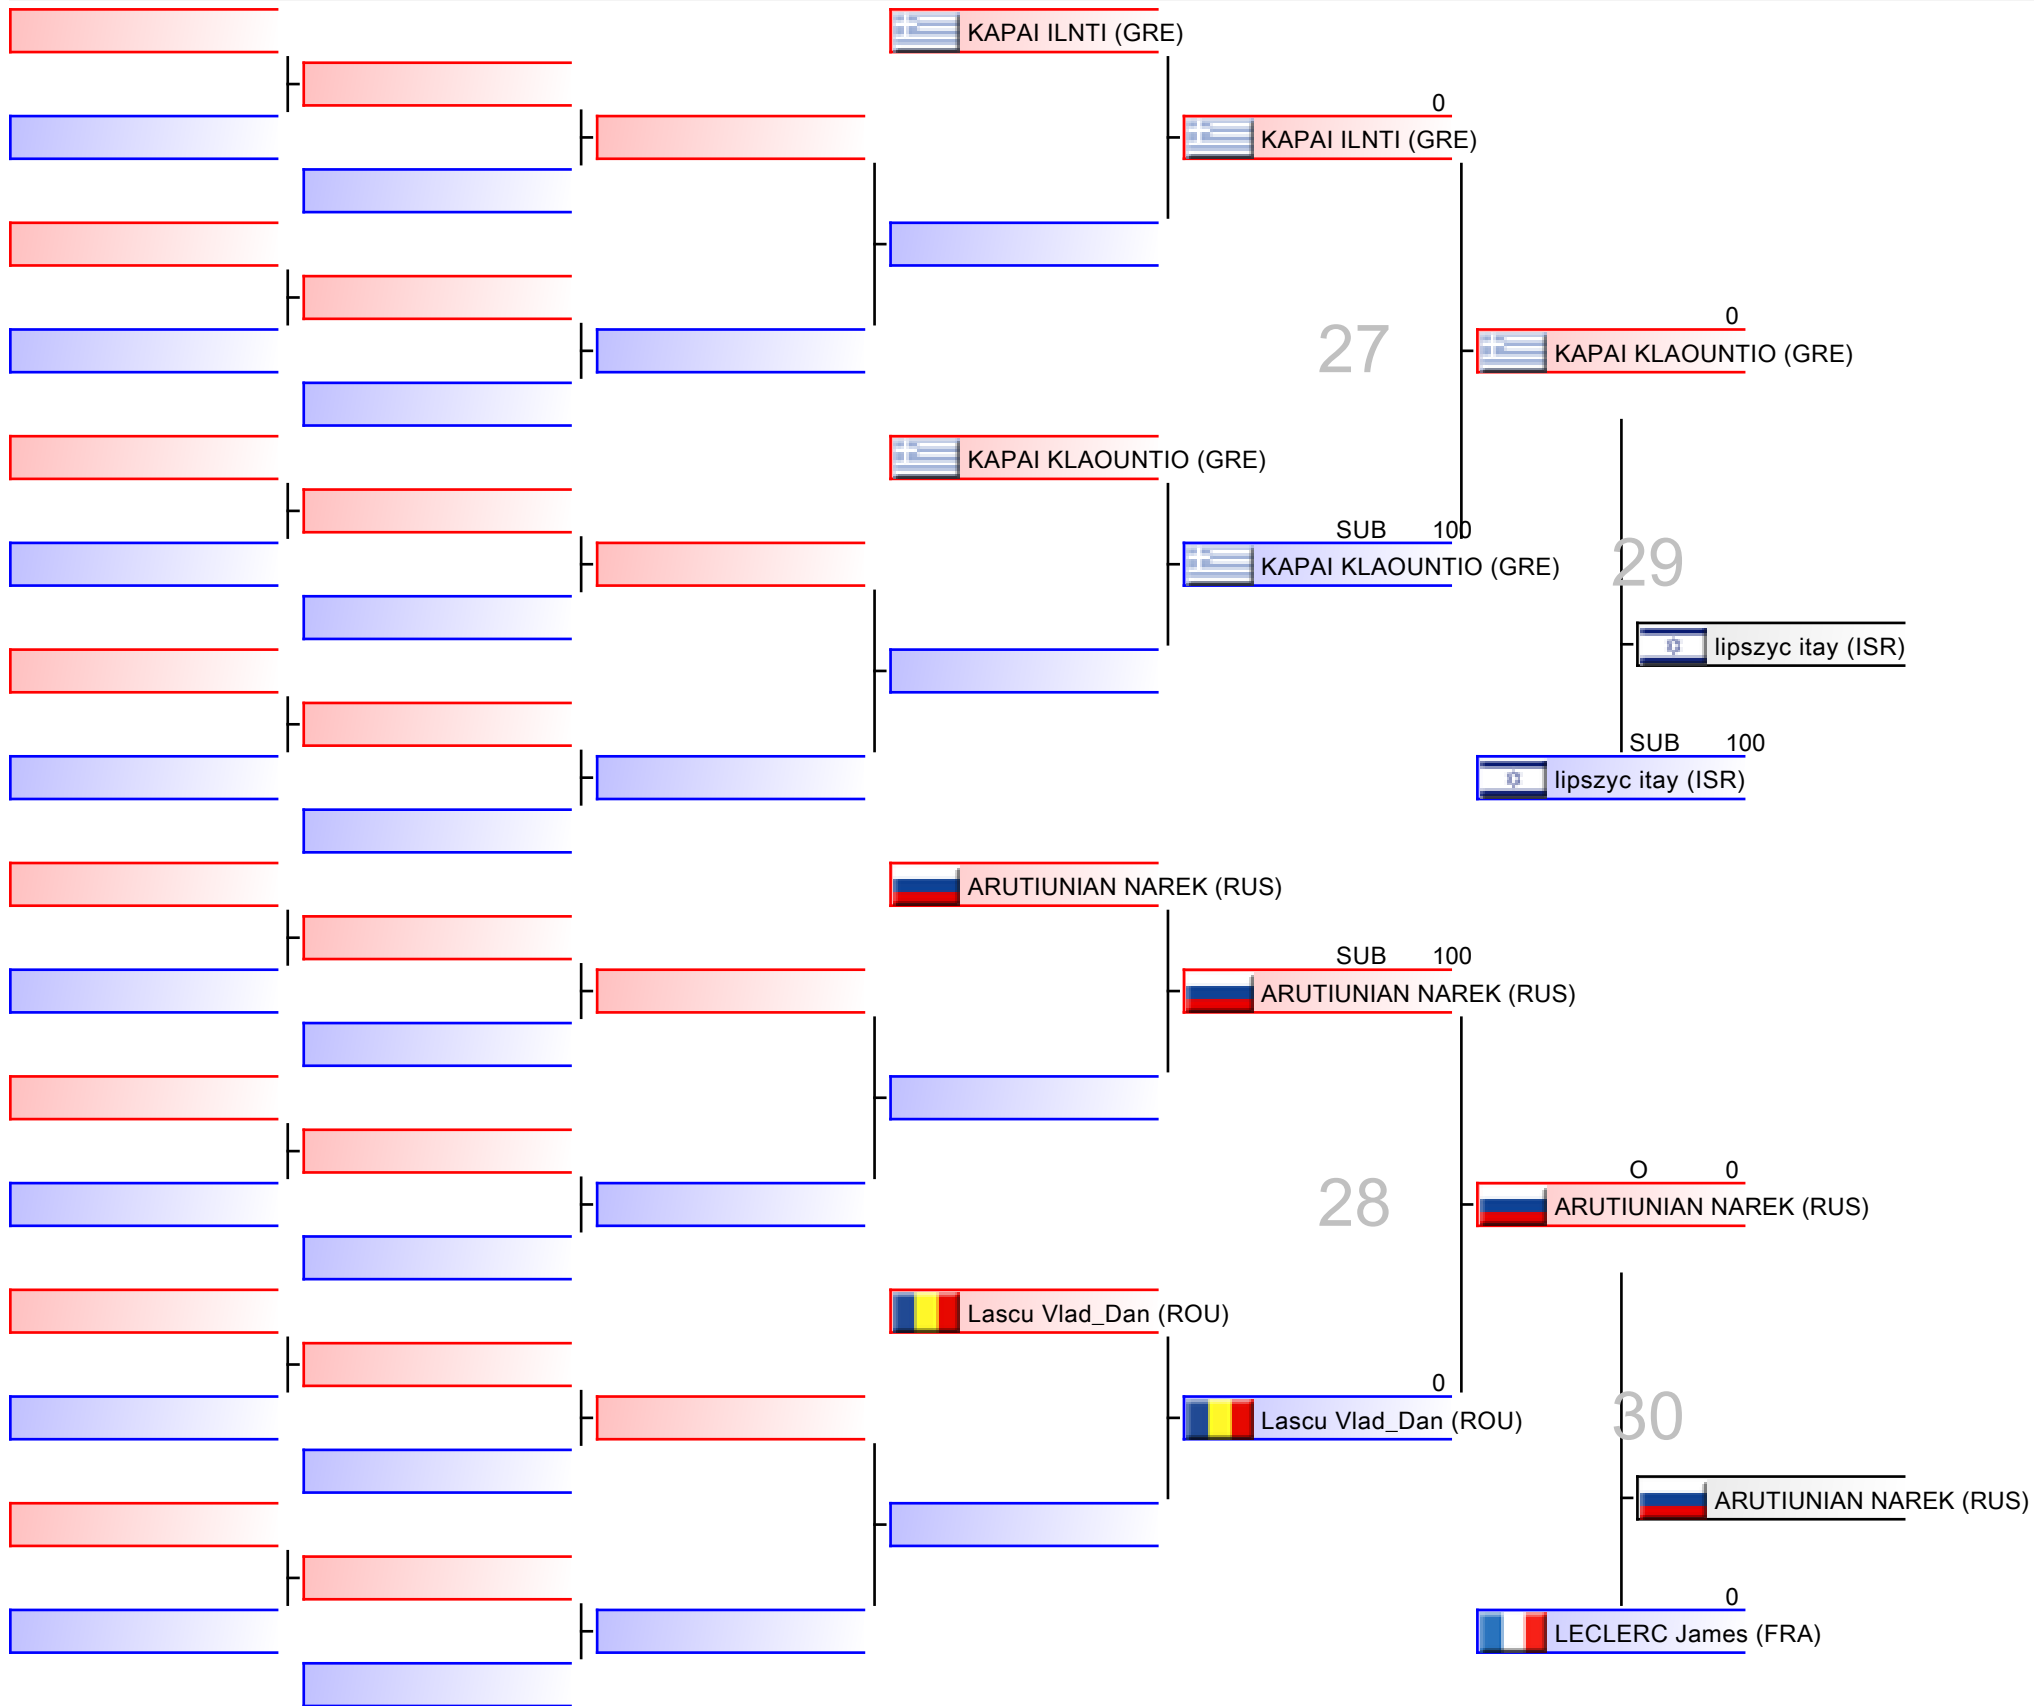 KAPAI ILNTI (GRE)
0
KAPAI ILNTI (GRE)
27
0
KAPAI KLAOUNTIO (GRE)
KAPAI KLAOUNTIO (GRE)
SUB 100
KAPAI KLAOUNTIO (GRE)
29
lipszyc itay (ISR)
SUB 100
lipszyc itay (ISR)
ARUTIUNIAN NAREK (RUS)
SUB 100
ARUTIUNIAN NAREK (RUS)
28
O 0
ARUTIUNIAN NAREK (RUS)
Lascu Vlad_Dan (ROU)
0
Lascu Vlad_Dan (ROU)
30
ARUTIUNIAN NAREK (RUS)
0
LECLERC James (FRA)